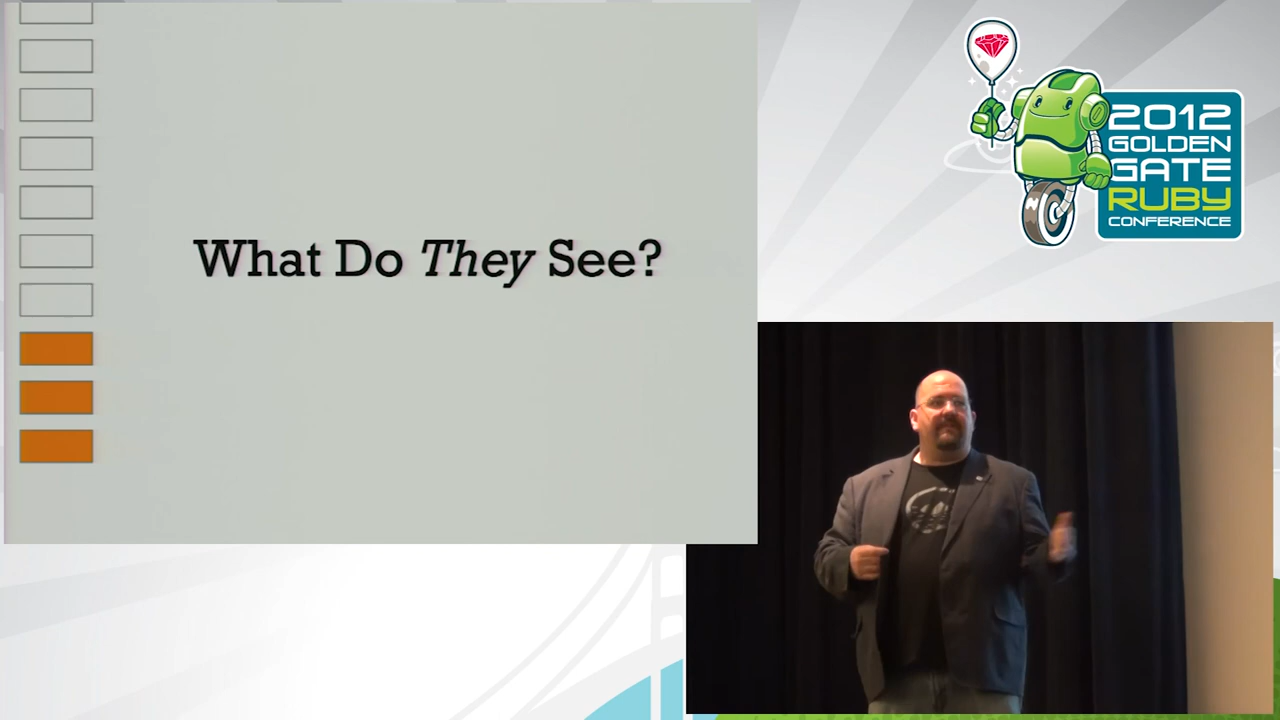 What Do They See?
2012
GOLDEN
GATE
RUBY
CONFERENCE